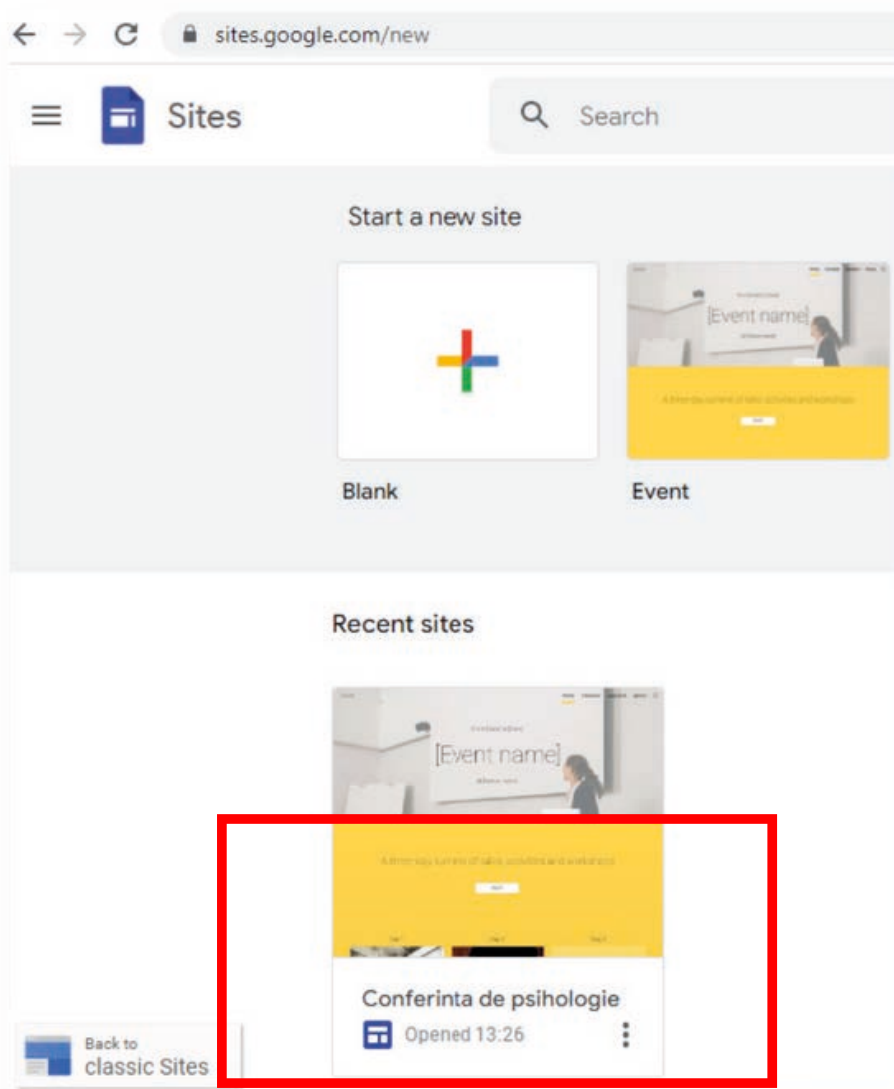 sites.google.com/new
Sites
Search
Start a new site
[Event name]
Blank
Event
Recent sites
[Event name]
Conferinta de psihologie
Opened 13:26
Back to
classic Sites